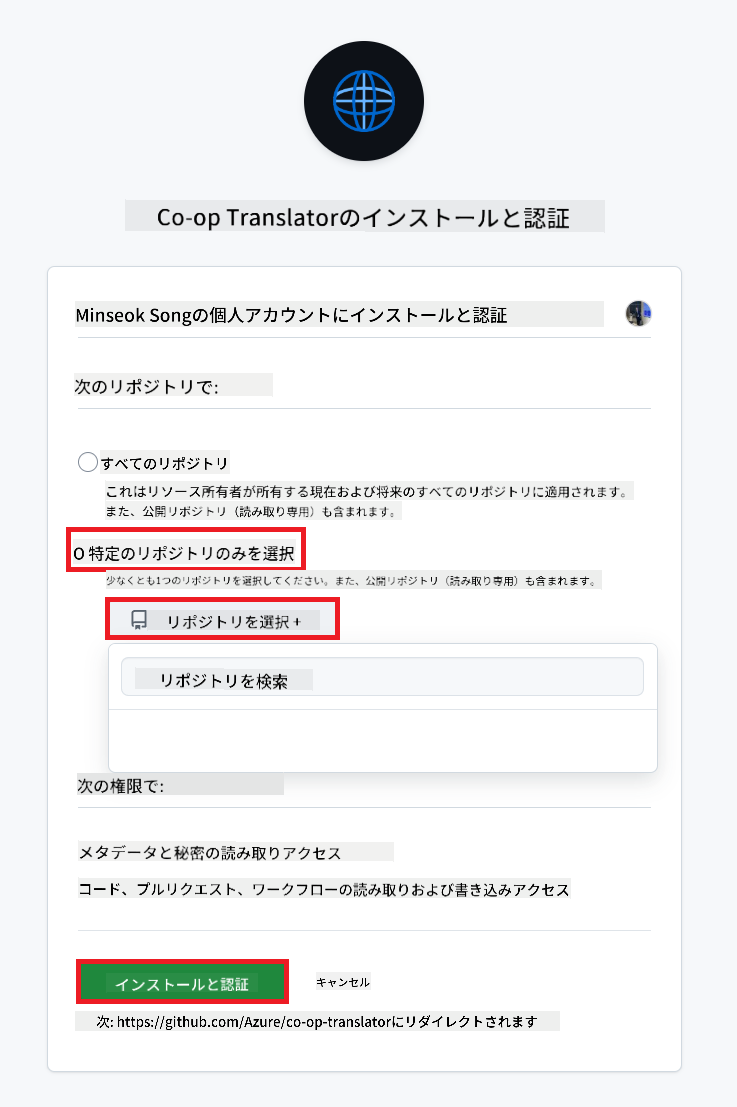 Co-op Translatorのインストールと認証
Minseok Songの個人アカウントにインストールと認証
次のリポジトリで:
すべてのリポジトリ
これはリソース所有者が所有する現在および将来のすべてのリポジトリに適用されます。
また、公開リポジトリ（読み取り専用）も含まれます。
O 特定のリポジトリのみを選択
少なくとも1つのリポジトリを選択してください。また、公開リポジトリ（読み取り専用）も含まれます。
リポジトリを選択 +
リポジトリを検索
次の権限で:
メタデータと秘密の読み取りアクセス
コード、プルリクエスト、ワークフローの読み取りおよび書き込みアクセス
インストールと認証
キャンセル
次: https://github.com/Azure/co-op-translatorにリダイレクトされます